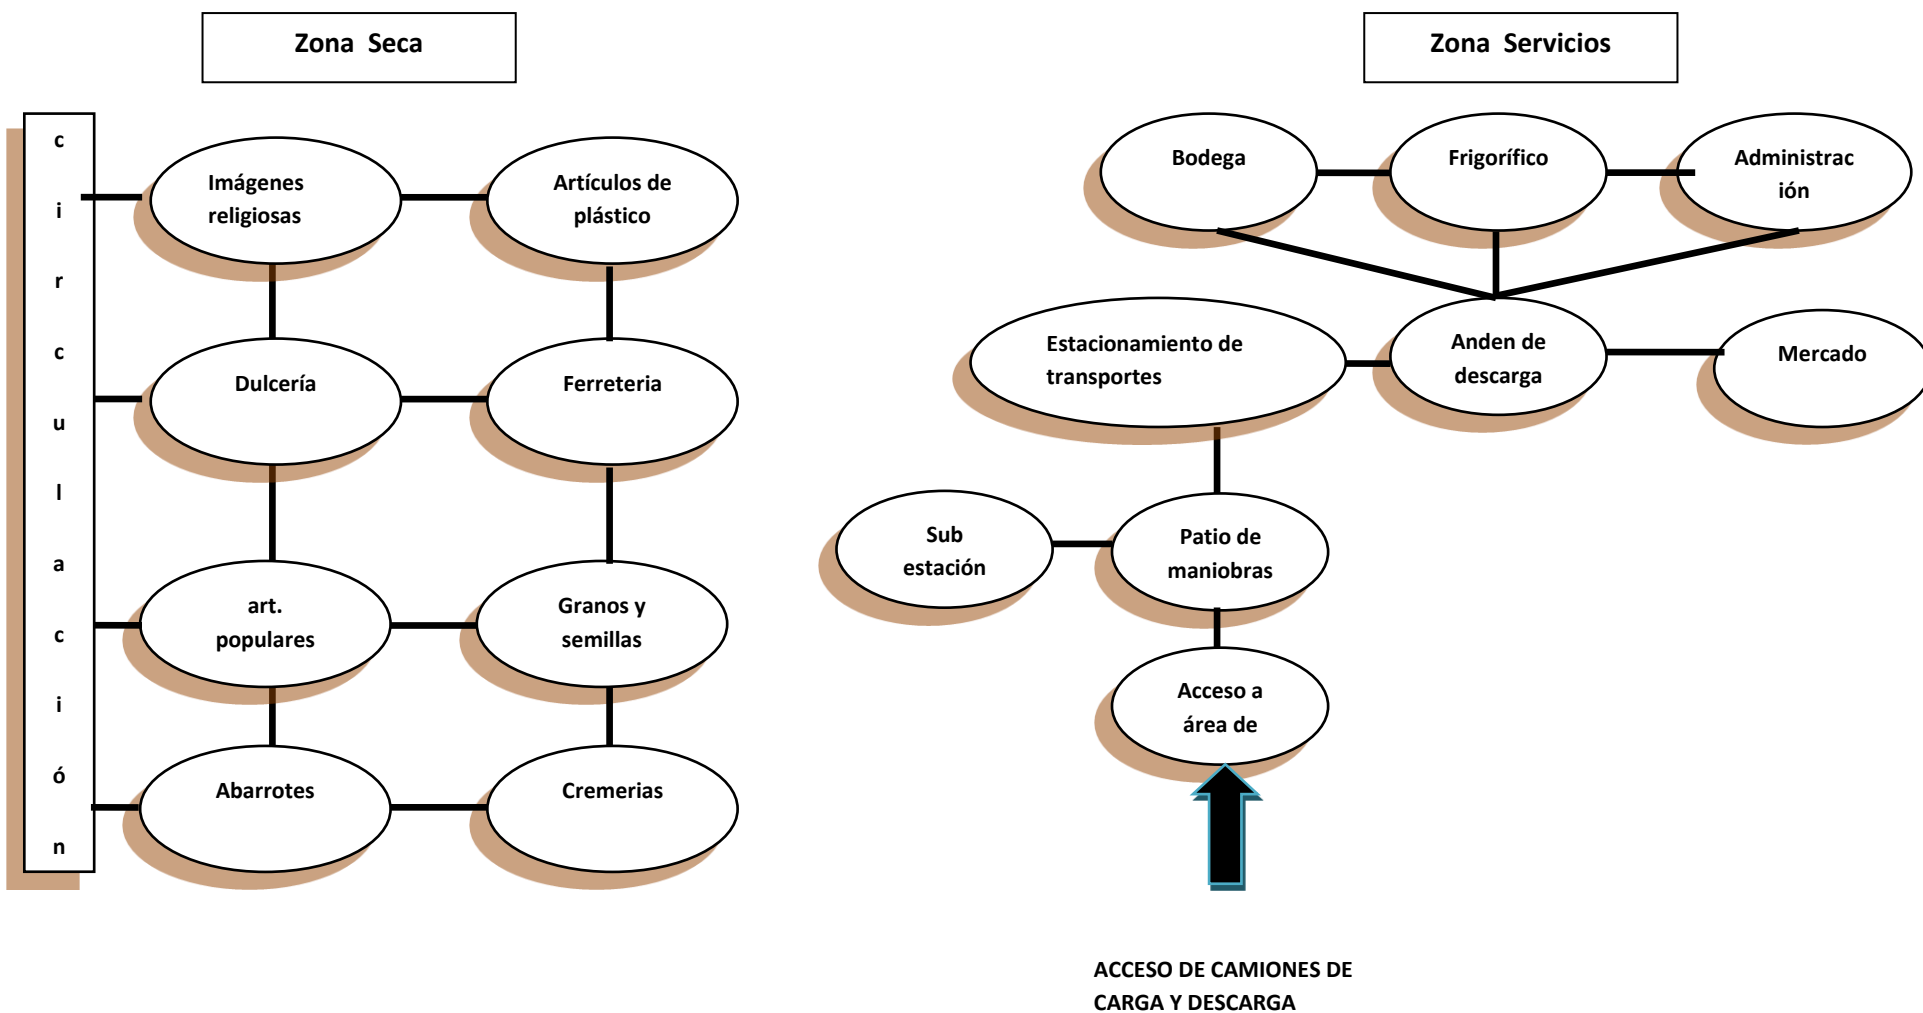 Zona  Seca
c
i
r
c
u
l
a
c
i
ó
n
Imágenes
religiosas
Artículos de
plástico
Dulcería
Ferreteria
art.
populares
Granos y
semillas
Abarrotes
Cremerias
Zona  Servicios
Bodega
Frigorífico
Administrac
ión
Estacionamiento de
transportes
Anden de
descarga
Mercado
Sub
estación
Patio de
maniobras
Acceso a
área de
ACCESO DE CAMIONES DE
CARGA Y DESCARGA